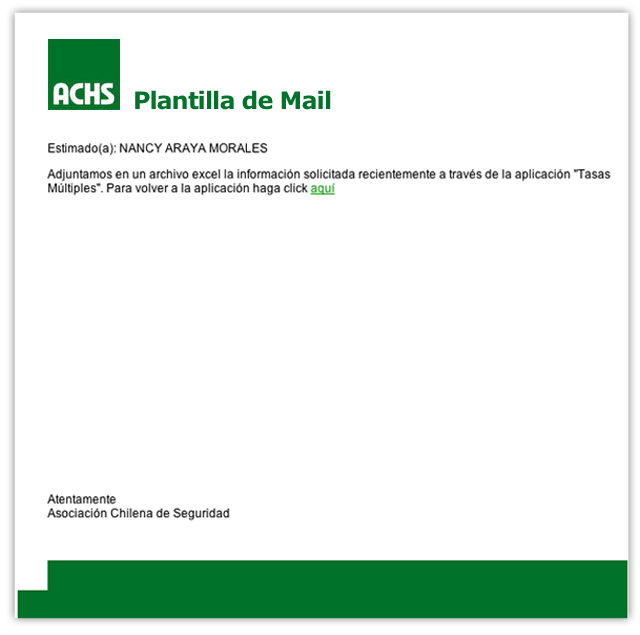 ACHS
Plantilla de Mail
Estimado(a): NANCY ARAYA MORALES
Adjuntamos en un archivo excel la información solicitada recientemente a través de la aplicación "Tasas
Múltiples". Para volver a la aplicación haga click aquí
Atentamente
Asociación Chilena de Seguridad